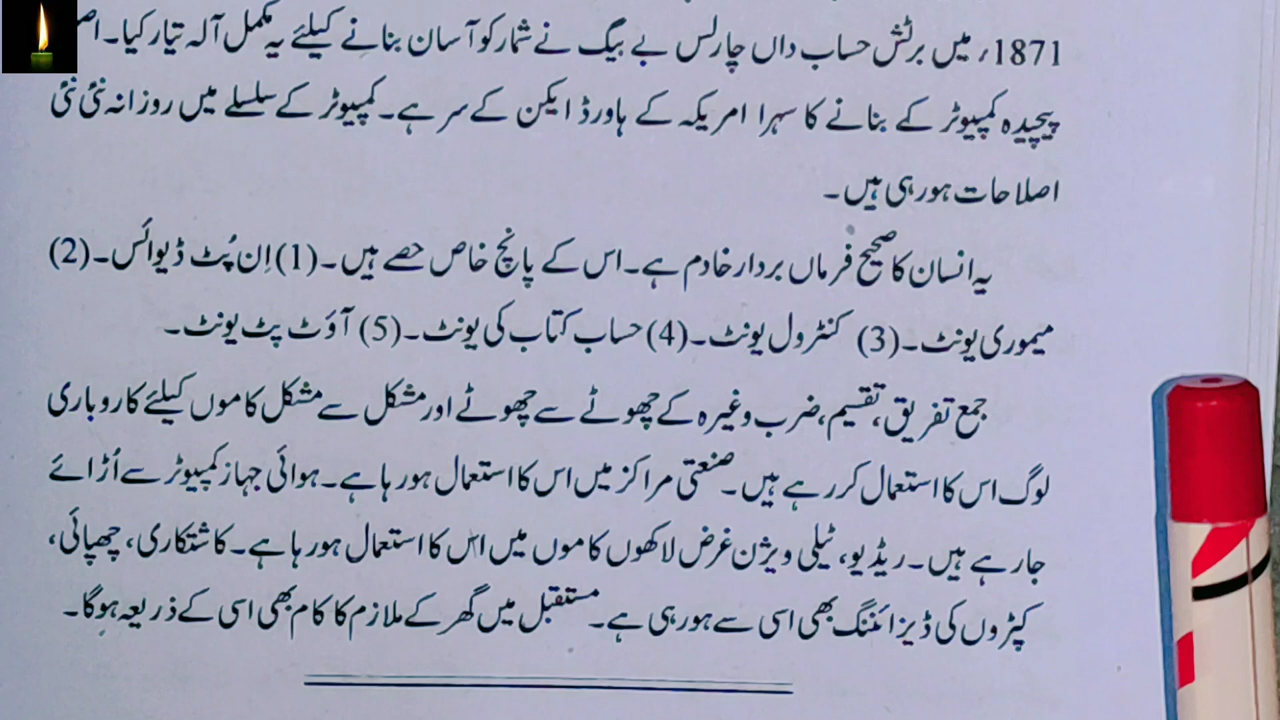 1871ء میں برٹش حساب داں چارلس بے بیگ نے شمار کو آسان بنانے کیلئے یہ مکمل آلہ تیار کیا۔
پیچیدہ کمپیوٹر کے بنانے کا سہرا امریکہ کے ہاورڈ ایکن کے سر ہے۔ کمپیوٹر کے سلسلے میں روزانہ نئی نئی
اصلاحات ہو رہی ہیں۔
یہ انسان کا صحیح فرماں بردار خادم ہے۔ اس کے پانچ خاص حصے ہیں۔ (1) اِن پُٹ ڈیوائس۔ (2)
میموری یونٹ۔ (3) کنٹرول یونٹ۔ (4) حساب کتاب کی یونٹ۔ (5) آؤٹ پٹ یونٹ۔
جمع تفریق، تقسیم، ضرب وغیرہ کے چھوٹے سے چھوٹے اور مشکل سے مشکل کاموں کیلئے کاروباری
لوگ اس کا استعمال کر رہے ہیں۔ صنعتی مراکز میں اس کا استعمال ہو رہا ہے۔ ہوائی جہاز کمپیوٹر سے اُڑائے
جا رہے ہیں۔ ریڈیو، ٹیلی ویژن غرض لاکھوں کاموں میں اس کا استعمال ہو رہا ہے۔ کاشتکاری، چھپائی،
کپڑوں کی ڈیزائننگ بھی اسی سے ہو رہی ہے۔ مستقبل میں گھر کے ملازم کا کام بھی اسی کے ذریعہ ہوگا۔